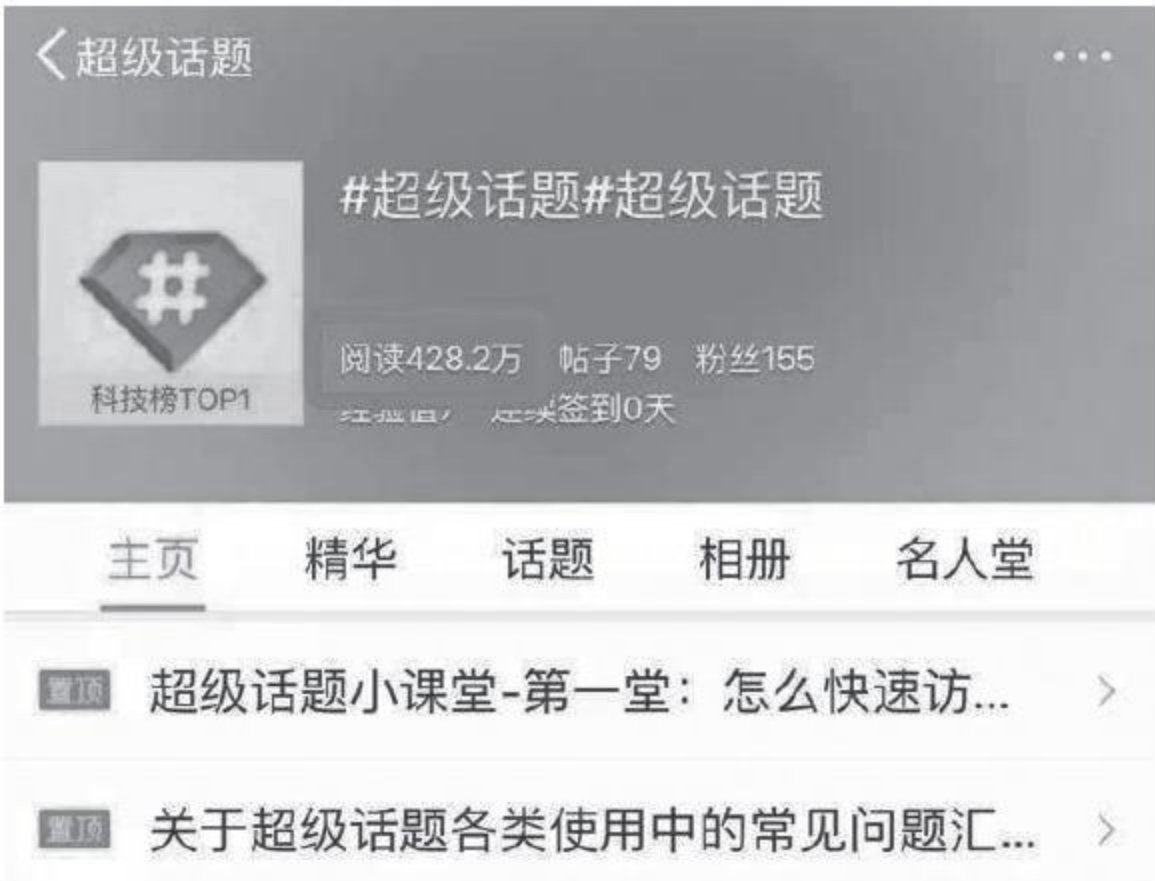 超级话题
#超级话题#超级话题
阅读428.2万 帖子79 粉丝155
科技榜TOP1
连续签到0天
主页 精华 话题 相册 名人堂
置顶 超级话题小课堂-第一堂：怎么快速访...
置顶 关于超级话题各类使用中的常见问题汇...